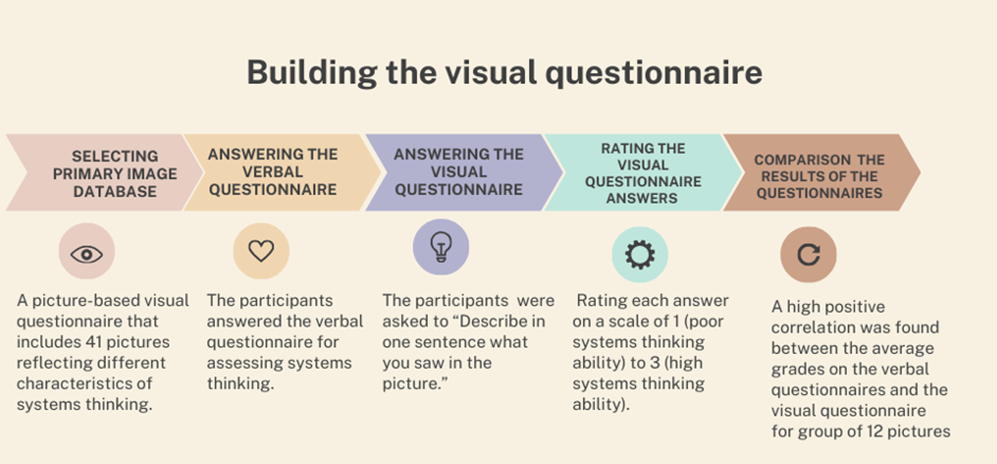 Building the visual questionnaire
SELECTING
PRIMARY IMAGE
DATABASE
ANSWERING THE
VERBAL
QUESTIONNAIRE
ANSWERING THE
VISUAL
QUESTIONNAIRE
RATING THE
VISUAL
QUESTIONNAIRE
ANSWERS
COMPARISON THE
RESULTS OF THE
QUESTIONNAIRES
A picture-based visual
questionnaire that
includes 41 pictures
reflecting different
characteristics of
systems thinking.
The participants
answered the verbal
questionnaire for
assessing systems
thinking.
The participants were
asked to “Describe in
one sentence what
you saw in the
picture.”
Rating each answer
on a scale of 1 (poor
systems thinking
ability) to 3 (high
systems thinking
ability).
A high positive
correlation was found
between the average
grades on the verbal
questionnaires and the
visual questionnaire
for group of 12 pictures